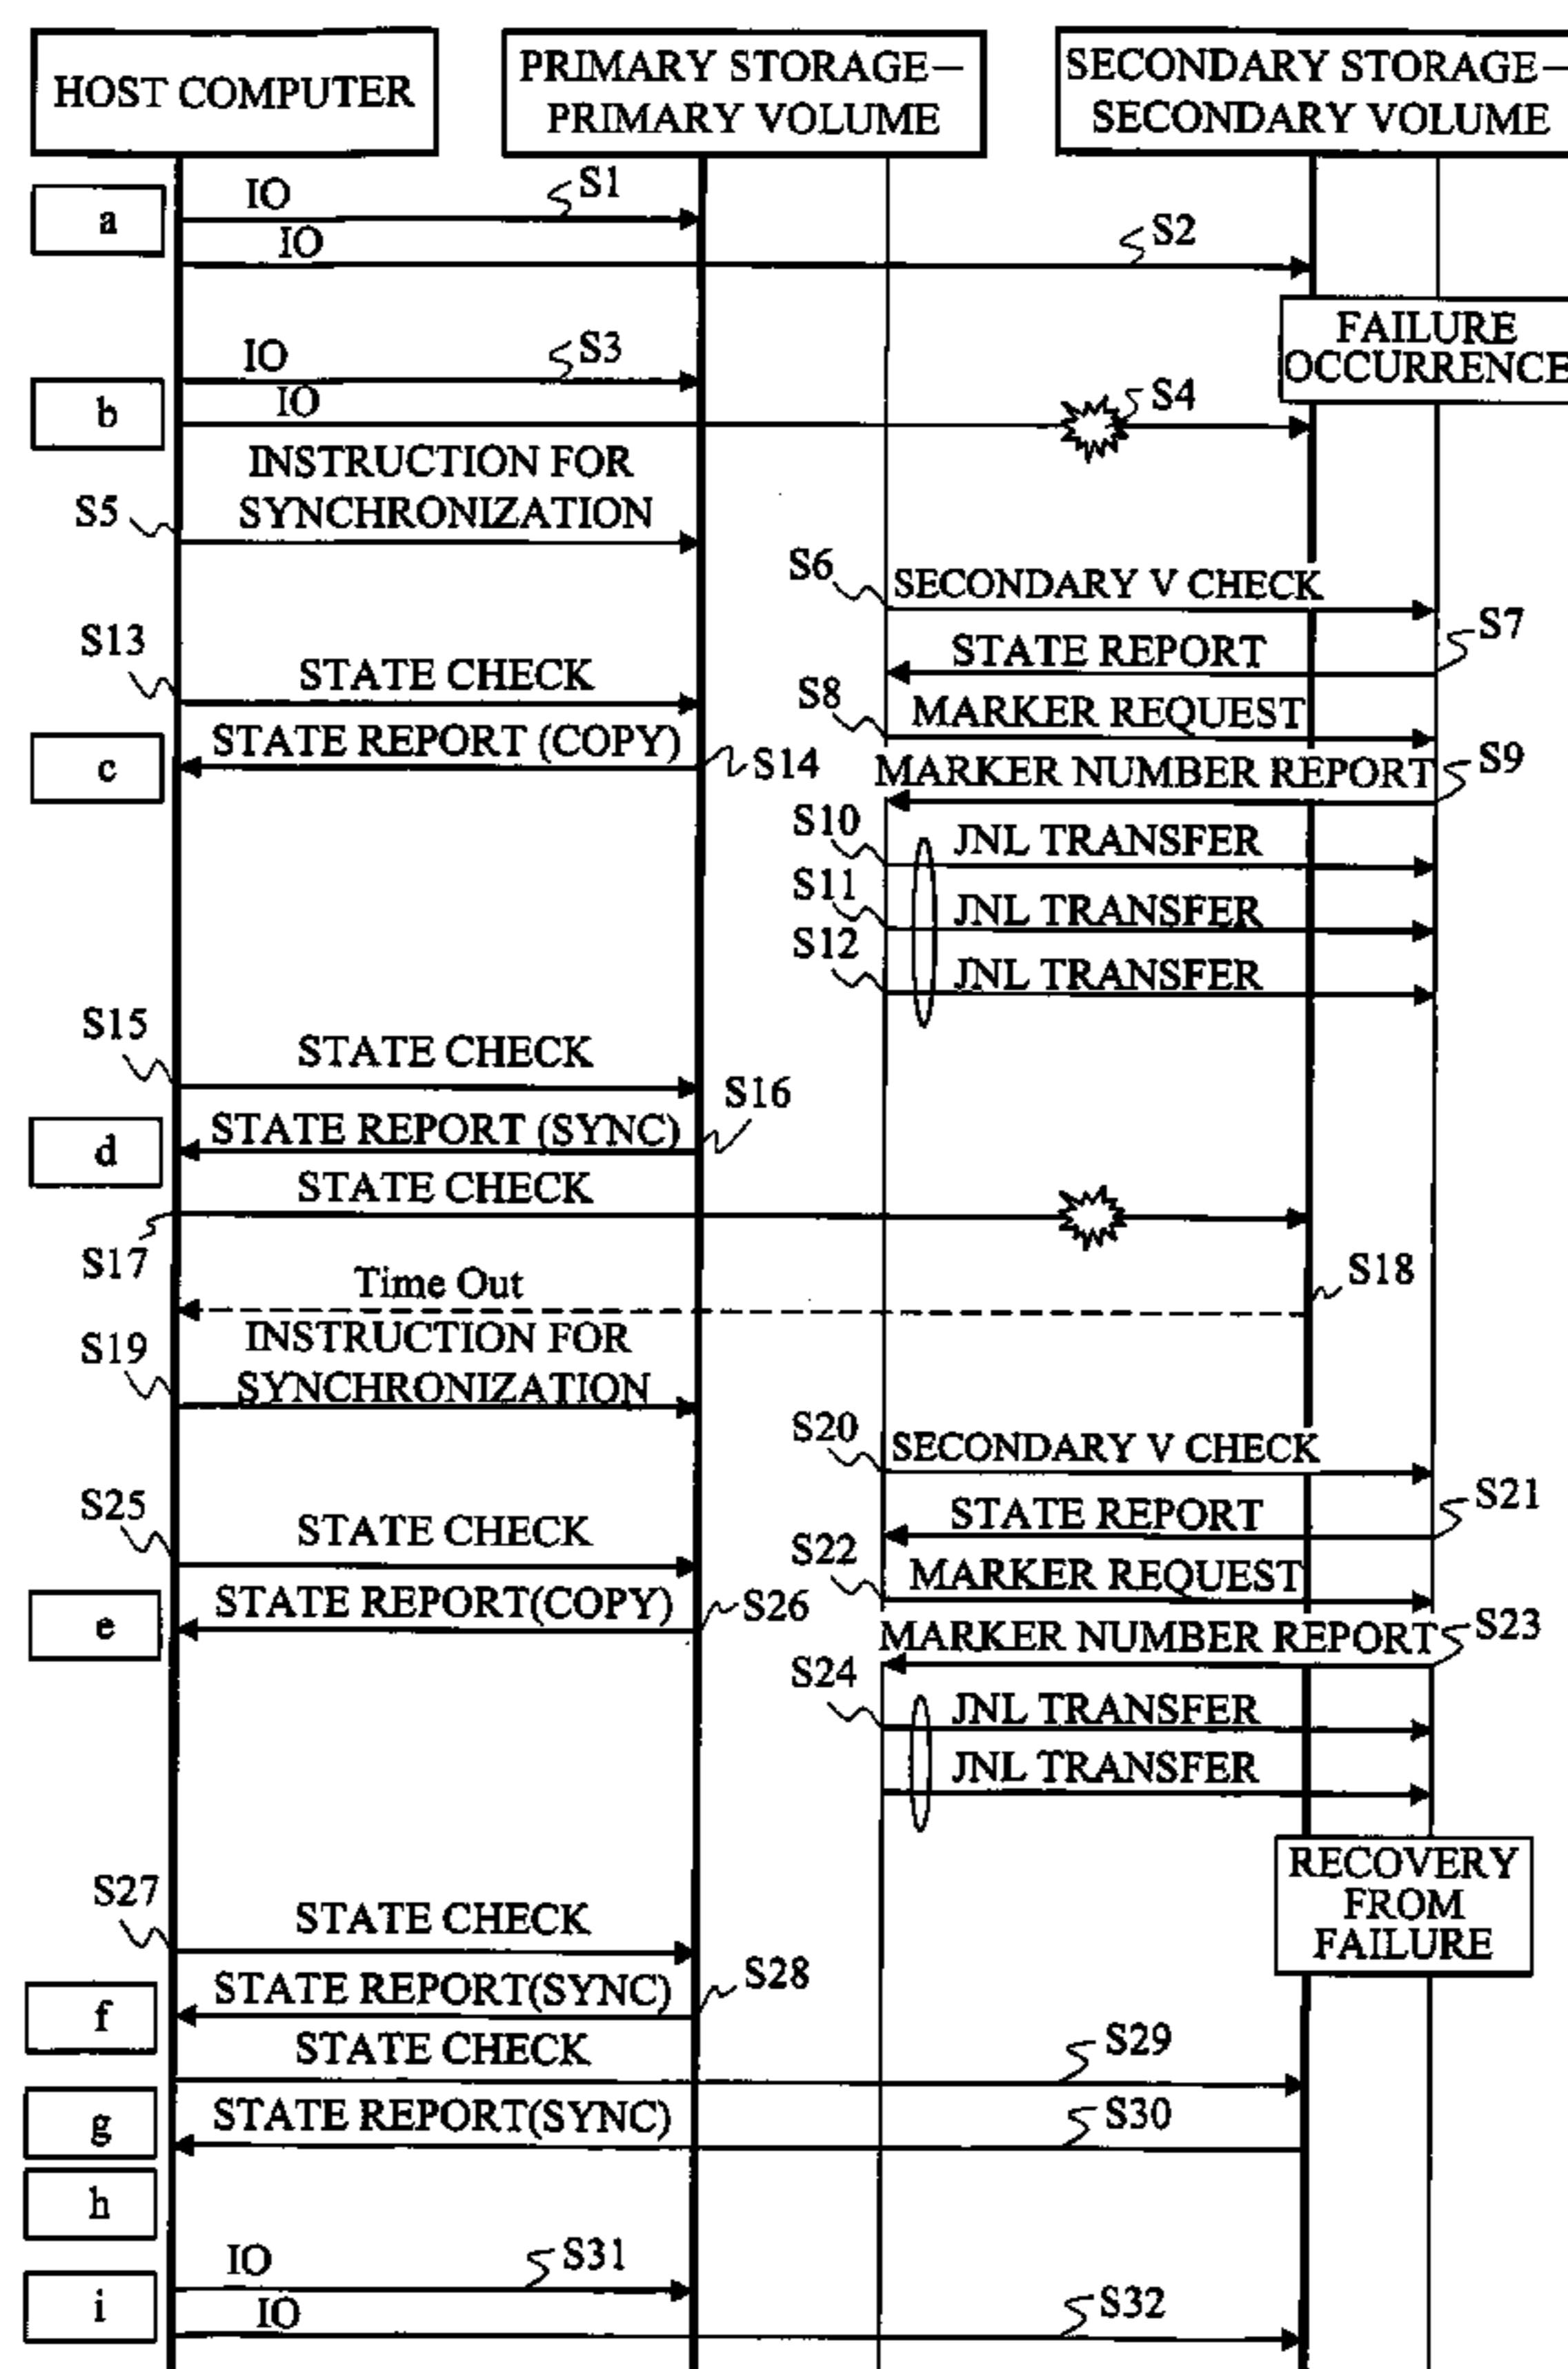 HOST COMPUTER
PRIMARY STORAGE—
PRIMARY VOLUME
SECONDARY STORAGE—
SECONDARY VOLUME
a
IO
S1
IO
S2
FAILURE
OCCURRENCE
b
IO
S3
IO
S4
INSTRUCTION FOR
SYNCHRONIZATION
S5
S6
SECONDARY V CHECK
S7
STATE REPORT
S13
STATE CHECK
S8
MARKER REQUEST
c
STATE REPORT (COPY)
S14
MARKER NUMBER REPORT
S9
S10
JNL TRANSFER
S11
JNL TRANSFER
S12
JNL TRANSFER
S15
STATE CHECK
S16
d
STATE REPORT (SYNC)
STATE CHECK
S17
Time Out
S18
S19
INSTRUCTION FOR
SYNCHRONIZATION
S20
SECONDARY V CHECK
S21
STATE REPORT
S25
STATE CHECK
S22
MARKER REQUEST
e
STATE REPORT(COPY)
S26
MARKER NUMBER REPORT
S23
S24
JNL TRANSFER
JNL TRANSFER
RECOVERY
FROM
FAILURE
S27
STATE CHECK
S28
f
STATE REPORT(SYNC)
STATE CHECK
S29
g
STATE REPORT(SYNC)
S30
h
i
IO
S31
IO
S32